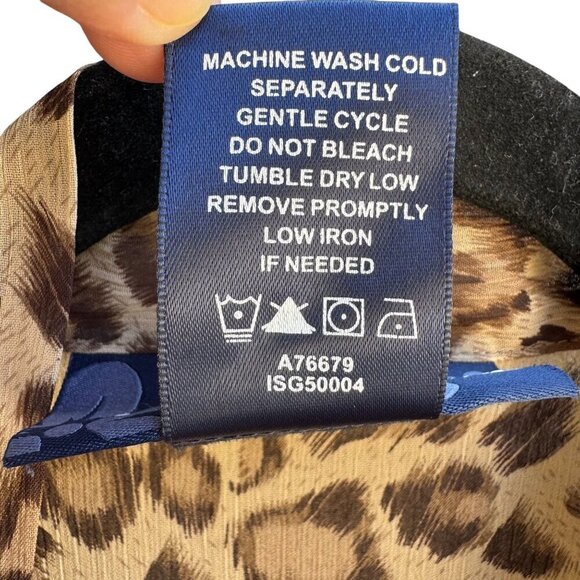 MACHINE WASH COLD
SEPARATELY
GENTLE CYCLE
DO NOT BLEACH
TUMBLE DRY LOW
REMOVE PROMPTLY
LOW IRON
IF NEEDED
A76679
ISG50004